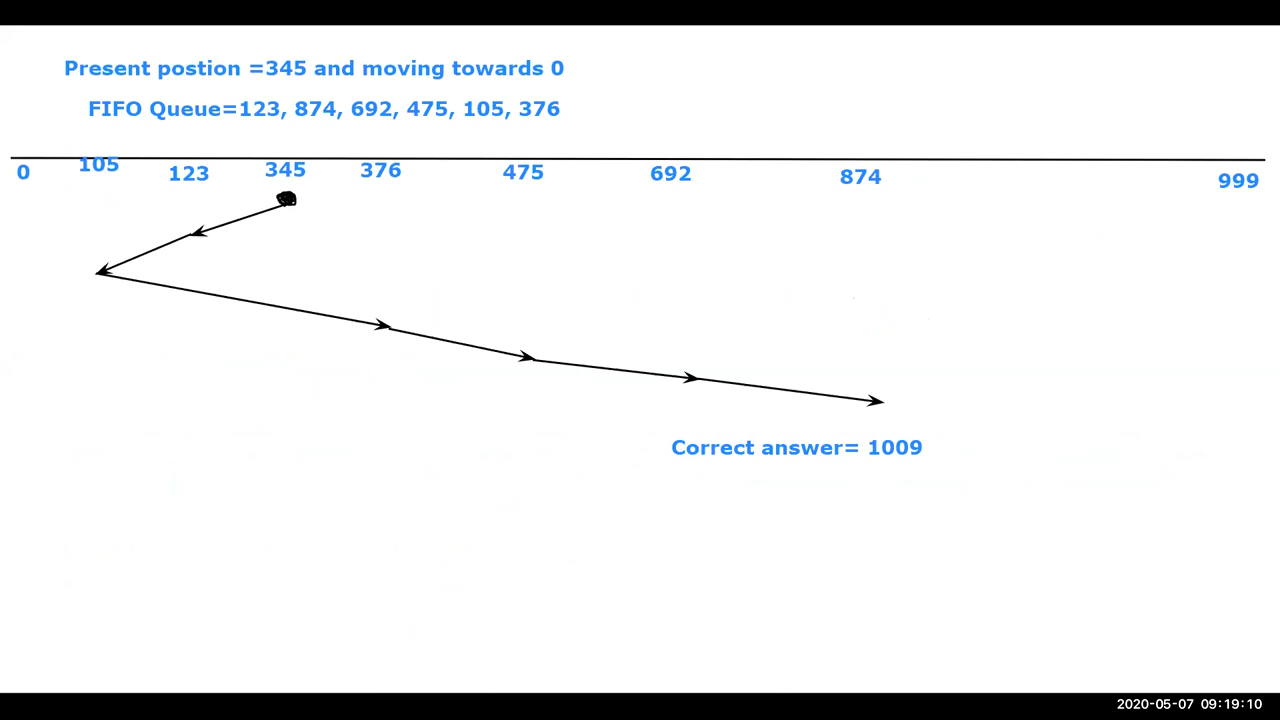 Present postion =345 and moving towards 0
FIFO Queue=123, 874, 692, 475, 105, 376
0 105 123 345 376 475 692 874 999
Correct answer= 1009
2020-05-07 09:19:10